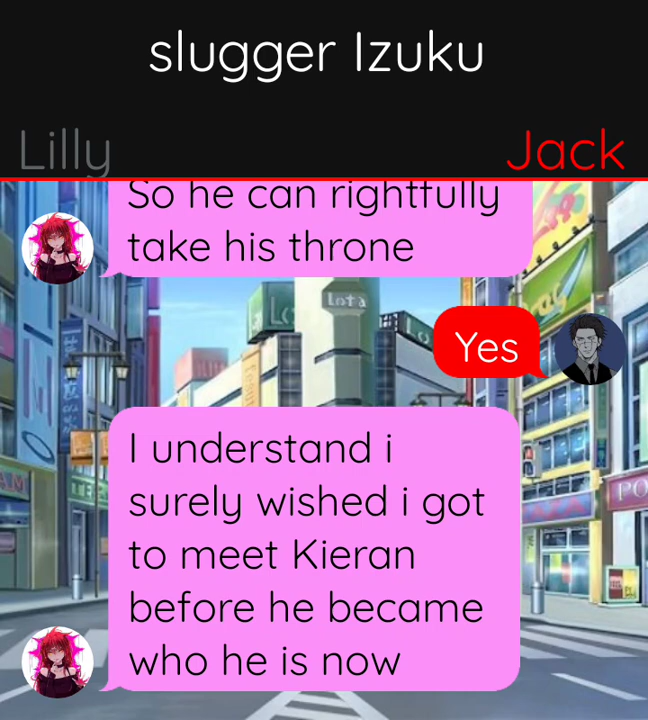 slugger Izuku
Lilly
Jack
So he can rightfully
take his throne
Lota
Yes
I understand i
surely wished i got
to meet Kieran
before he became
who he is now